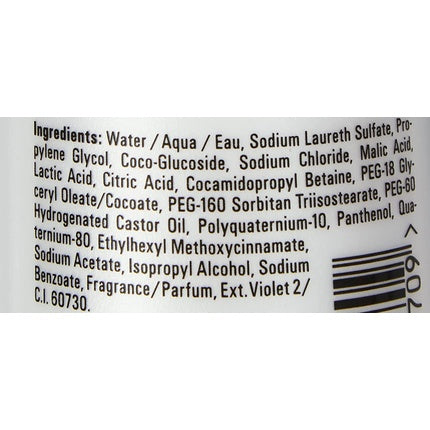 Ingredients: Water / Aqua / Eau, Sodium Laureth Sulfate, Pro-
pylene Glycol, Coco-Glucoside, Sodium Chloride, Malic Acid,
Lactic Acid, Citric Acid, Cocamidopropyl Betaine, PEG-18 Gly-
ceryl Oleate/Cocoate, PEG-160 Sorbitan Triisostearate, PEG-60
Hydrogenated Castor Oil, Polyquaternium-10, Panthenol, Qua-
ternium-80, Ethylhexyl Methoxycinnamate,
Sodium Acetate, Isopropyl Alcohol, Sodium
Benzoate, Fragrance/Parfum, Ext. Violet 2/
C.I. 60730.